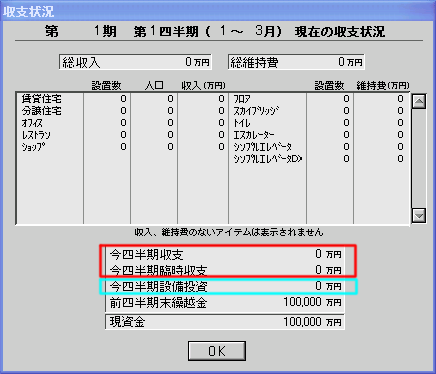 収支状況
第 1期 第1四半期 ( 1～ 3月) 現在の収支状況
総収入 0 万円 総維持費 0 万円
設置数 人口 収入(万円) 設置数 維持費(万円)
賃貸住宅 0 0 0 フロア 0 0
分譲住宅 0 0 0 スカイブリッジ 0 0
オフィス 0 0 0 トイレ 0 0
レストラン 0 0 0 エスカレーター 0 0
ショップ 0 0 0 シンプルエレベータ 0 0
シンプルエレベータDX 0 0
収入、維持費のないアイテムは表示されません
今四半期収支 0 万円
今四半期臨時収支 0 万円
今四半期設備投資 0 万円
前四半期末繰越金 100,000 万円
現資金 100,000 万円
OK